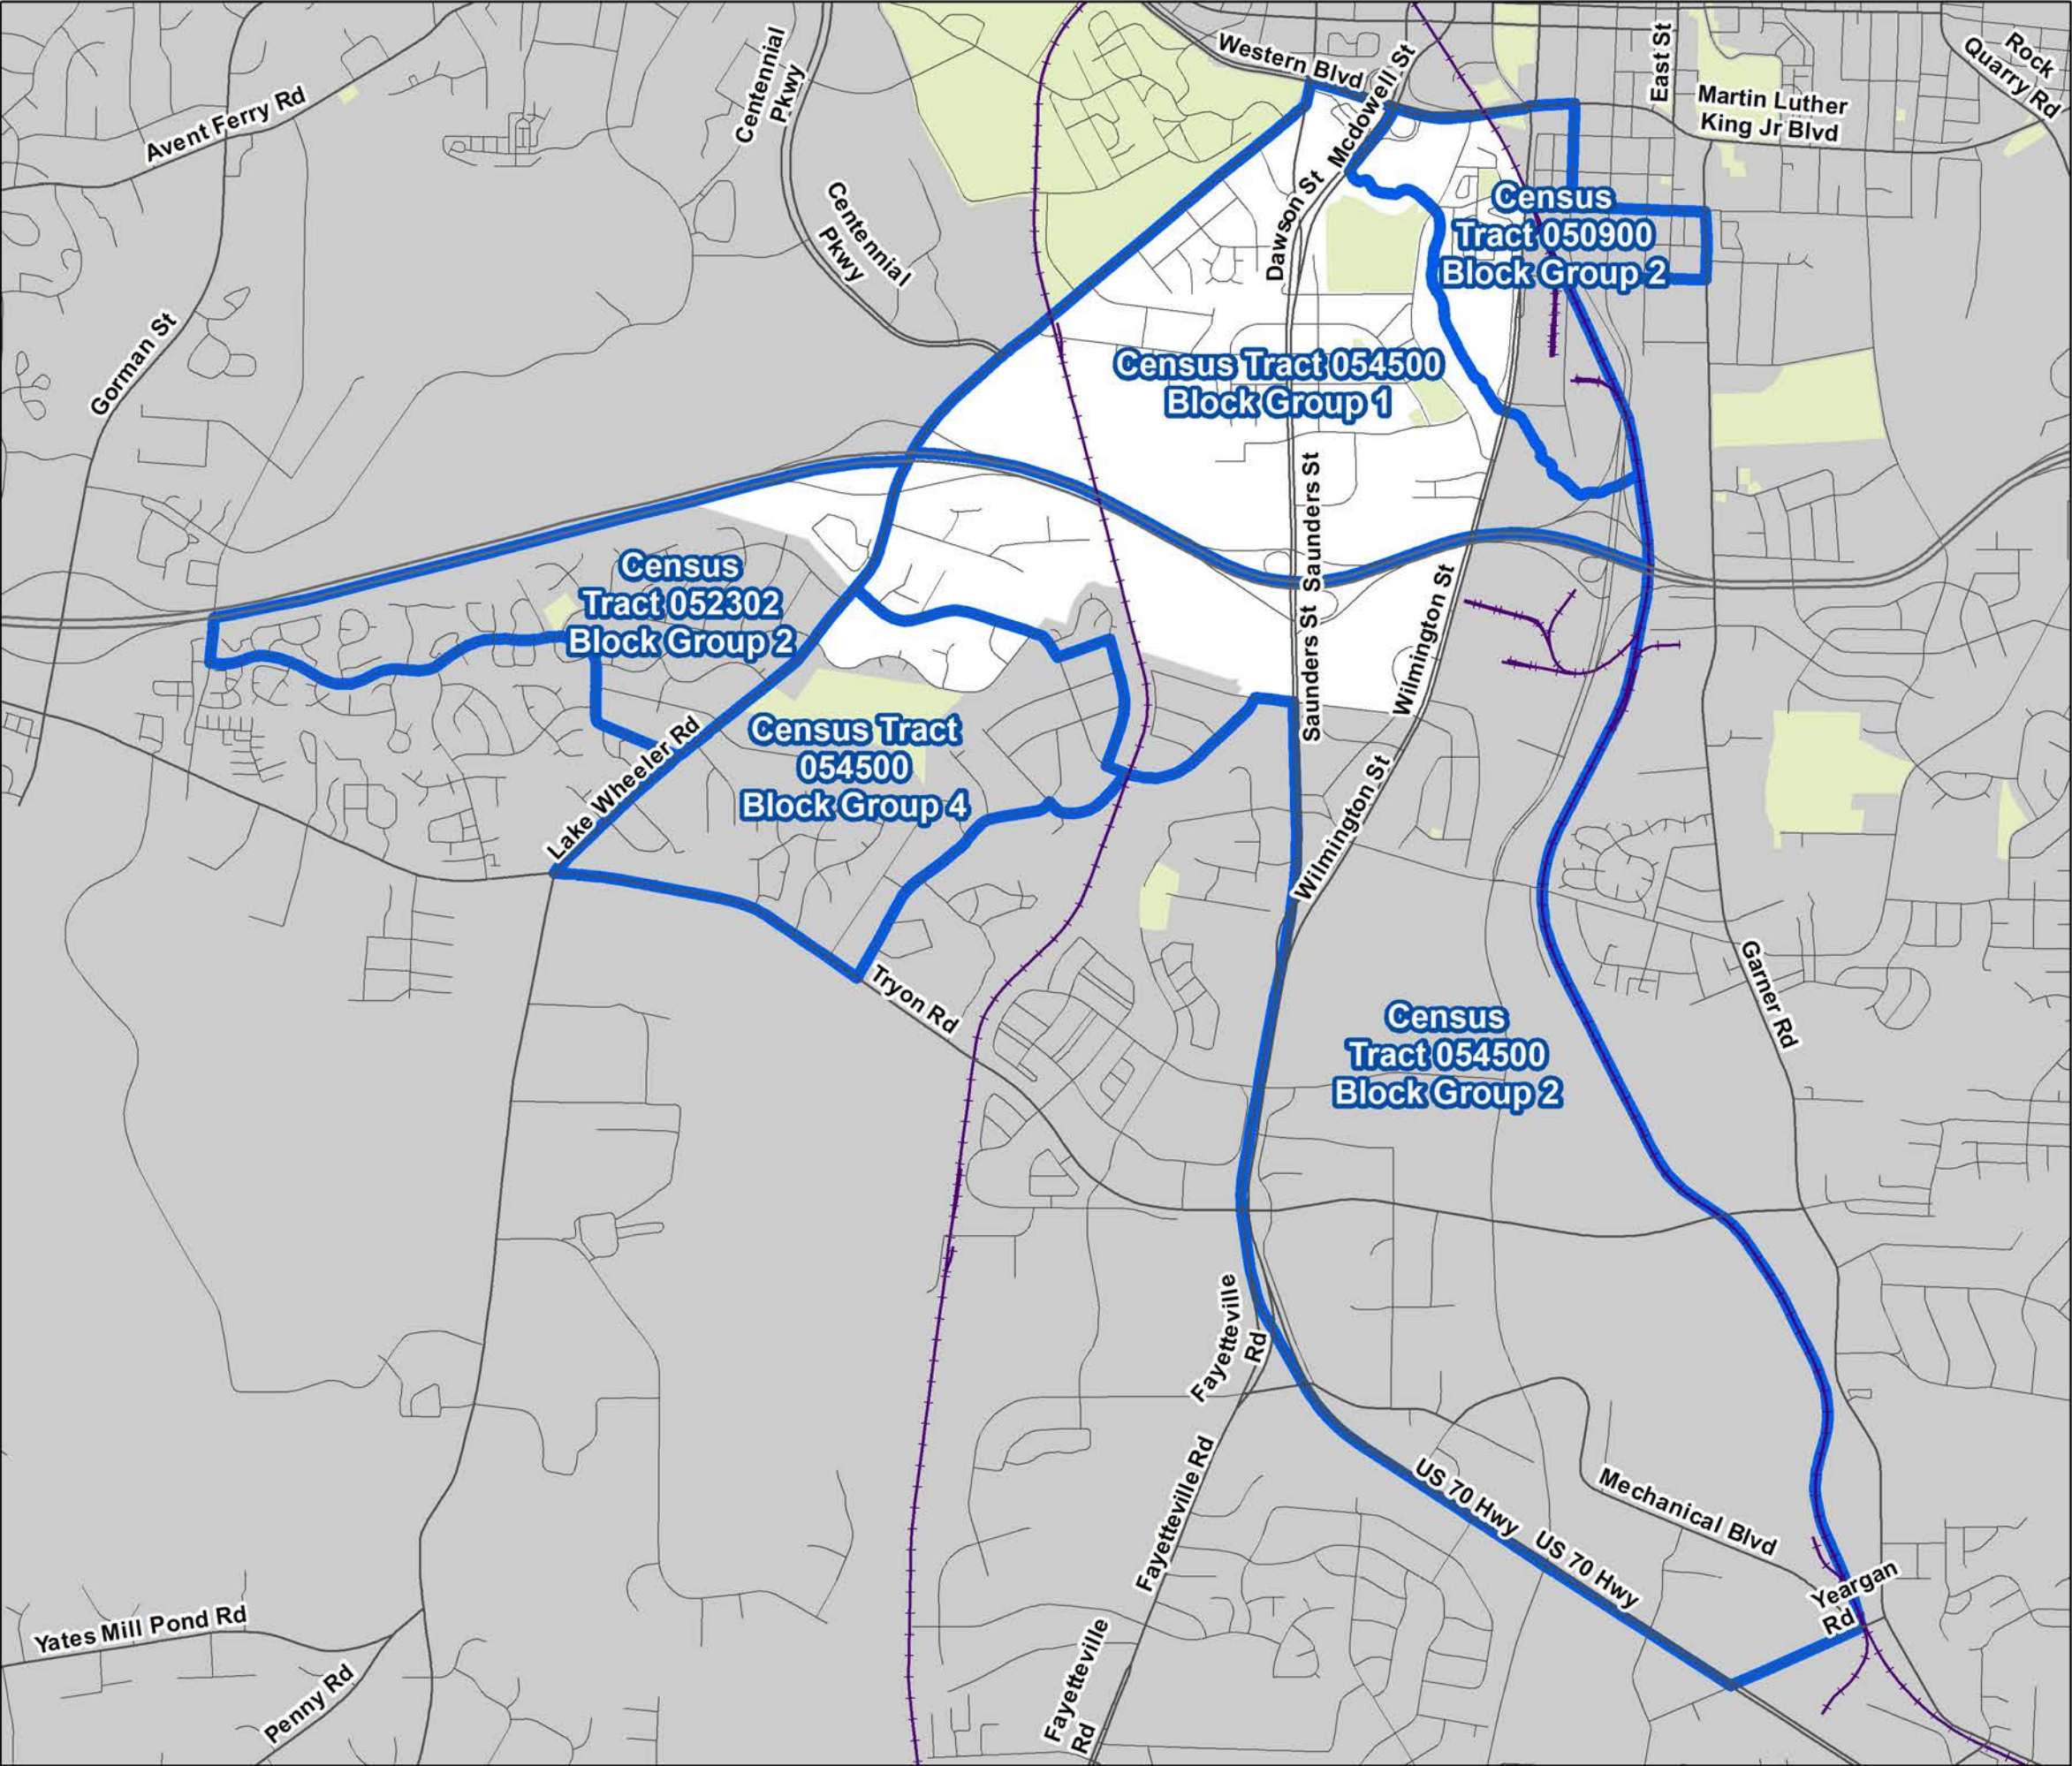 Western Blvd
Mcdowell St
East St
Rock
Quarry Rd
Centennial
Pkwy
Avent Ferry Rd
Martin Luther
King Jr Blvd
Centennial
Pkwy
Dawson St
Census
Tract 050900
Block Group 2
Gorman St
Census Tract 054500
Block Group 1
Saunders St
Census
Tract 052302
Block Group 2
Saunders St
Wilmington St
Lake Wheeler Rd
Census Tract
054500
Block Group 4
Wilmington St
Tryon Rd
Garner Rd
Census
Tract 054500
Block Group 2
Fayetteville
Rd
Fayetteville Rd
US 70 Hwy
US 70 Hwy
Mechanical Blvd
Yeargan
Rd
Yates Mill Pond Rd
Penny Rd
Fayetteville
Rd